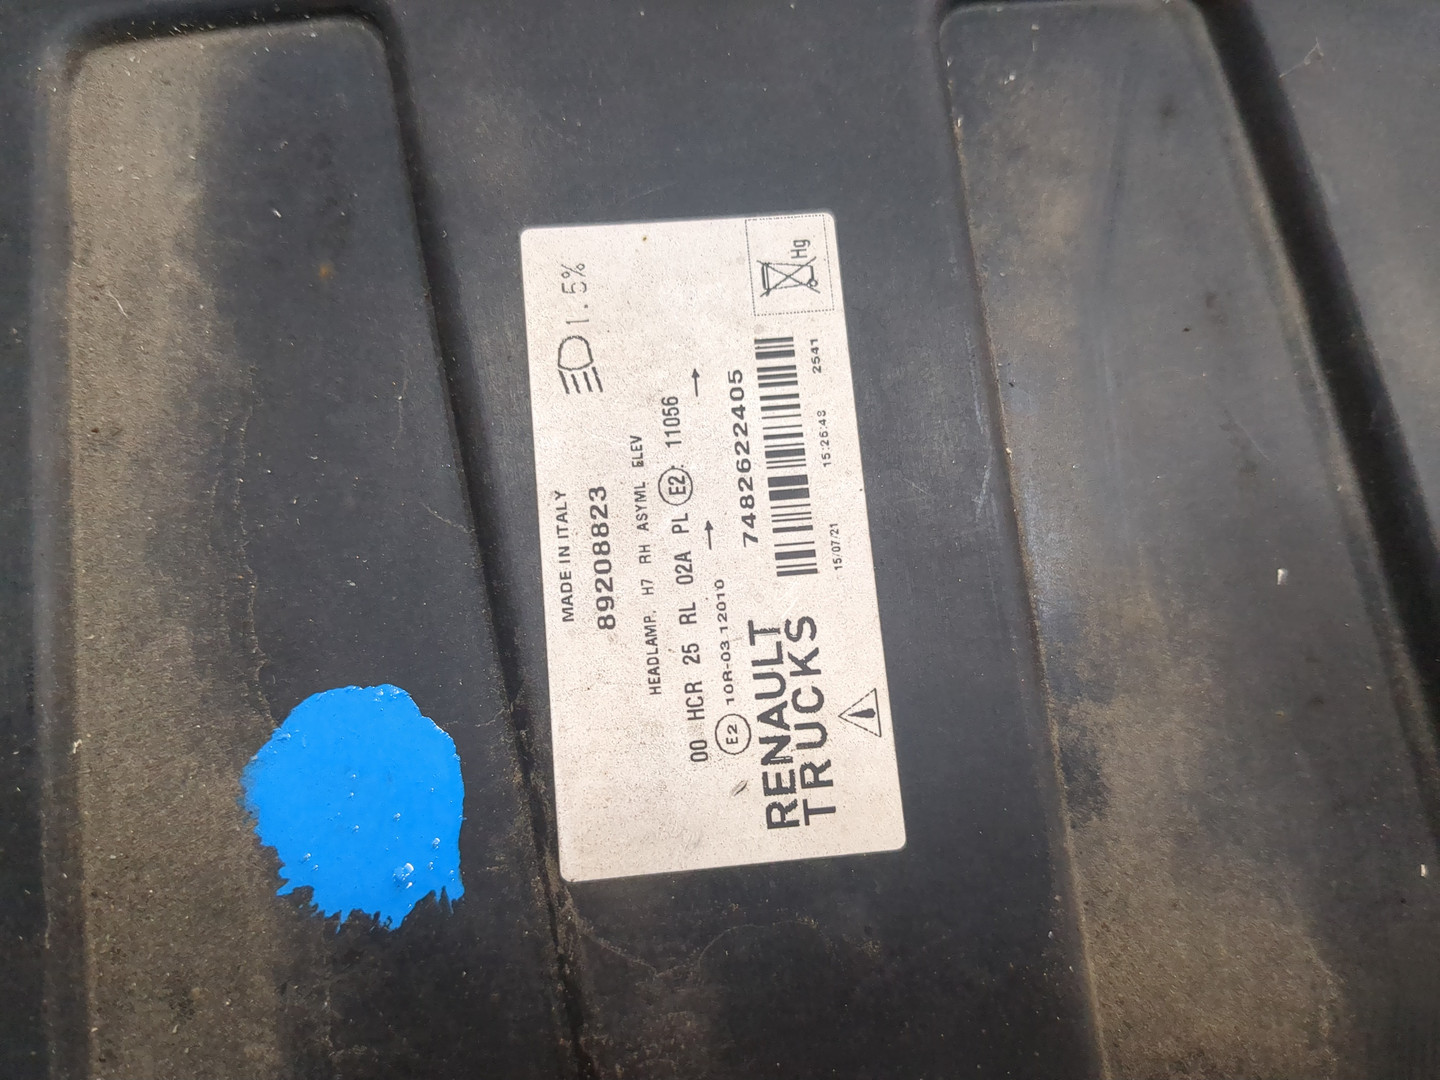 MADE IN ITALY
1.5%
89208823
HEADLAMP, H7 RH ASYML ELEV
00 HCR 25 RL 02A PL E2 11056 →
E2 10R-03.12010 →
7482622405
RENAULT
TRUCKS
Hg
15/07/21 15:26:48 2541